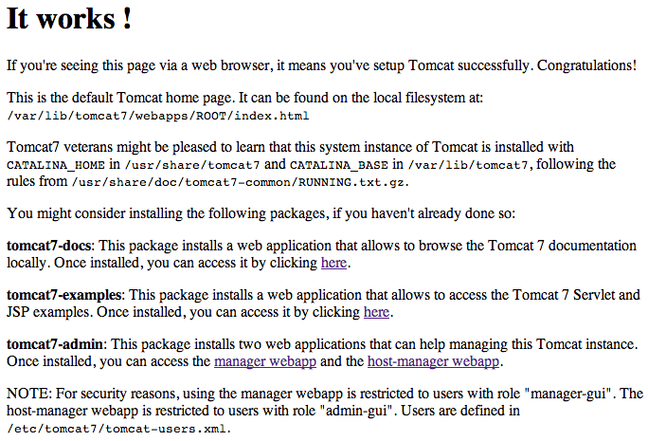 It works !
If you're seeing this page via a web browser, it means you've setup Tomcat successfully. Congratulations!
This is the default Tomcat home page. It can be found on the local filesystem at:
/var/lib/tomcat7/webapps/ROOT/index.html
Tomcat7 veterans might be pleased to learn that this system instance of Tomcat is installed with
CATALINA_HOME in /usr/share/tomcat7 and CATALINA_BASE in /var/lib/tomcat7, following the
rules from /usr/share/doc/tomcat7-common/RUNNING.txt.gz.
You might consider installing the following packages, if you haven't already done so:
tomcat7-docs: This package installs a web application that allows to browse the Tomcat 7 documentation
locally. Once installed, you can access it by clicking here.
tomcat7-examples: This package installs a web application that allows to access the Tomcat 7 Servlet and
JSP examples. Once installed, you can access it by clicking here.
tomcat7-admin: This package installs two web applications that can help managing this Tomcat instance.
Once installed, you can access the manager webapp and the host-manager webapp.
NOTE: For security reasons, using the manager webapp is restricted to users with role "manager-gui". The
host-manager webapp is restricted to users with role "admin-gui". Users are defined in
/etc/tomcat7/tomcat-users.xml.